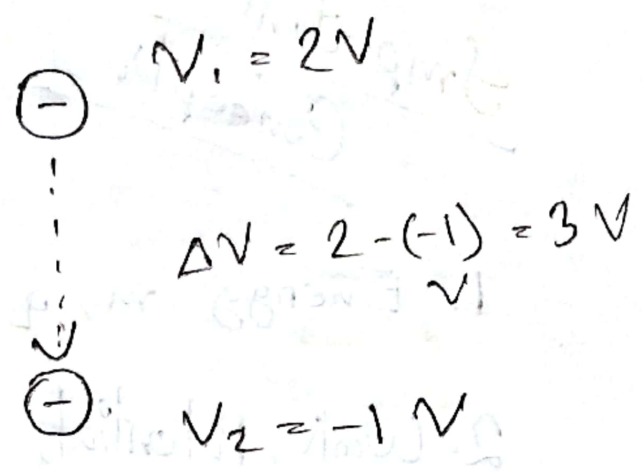 V₁ = 2V
−
ΔV = 2 - (-1) = 3 V
V
−
V₂ = -1 V